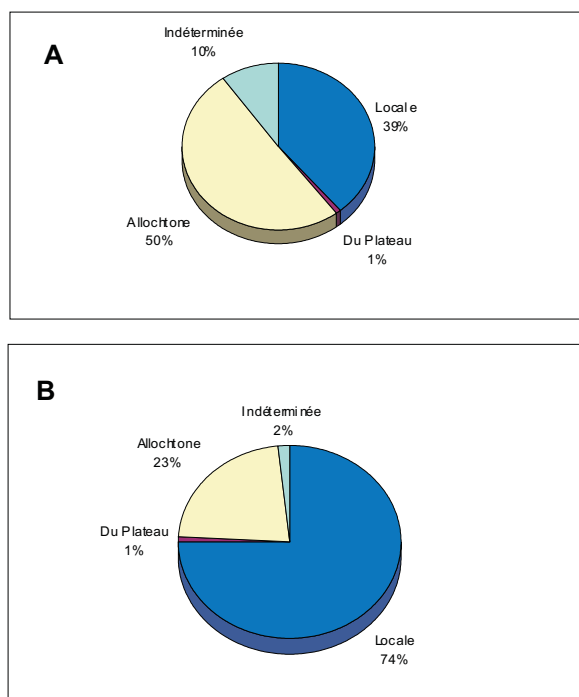 A
Indéterminée
10%
Locale
39%
Allochtone
50%
Du Plateau
1%
B
Indéterminée
2%
Allochtone
23%
Du Plateau
1%
Locale
74%